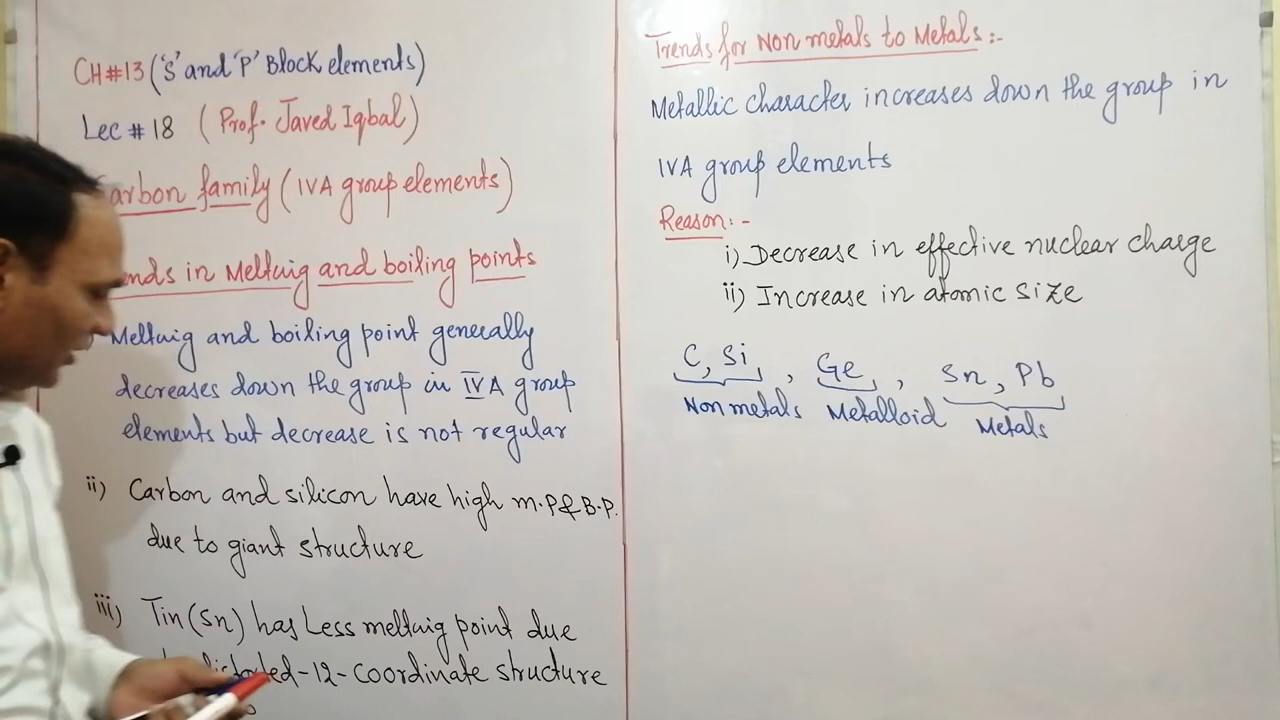 CH#13 ('S' and 'P' Block elements)
Lec # 18 (Prof. Javed Iqbal)
arbon family (IVA group elements)
nds in Melting and boiling points
Melting and boiling point generally
decreases down the group in IVA group
elements but decrease is not regular
ii) Carbon and silicon have high m.P & B.P.
due to giant structure
iii) Tin (Sn) has Less melting point due
distorted-12-coordinate structure
Trends for Non metals to Metals:-
Metallic character increases down the group in
IVA group elements
Reason:-
i) Decrease in effective nuclear charge
ii) Increase in atomic size
C, Si, Ge, Sn, Pb
Non metals Metalloid Metals